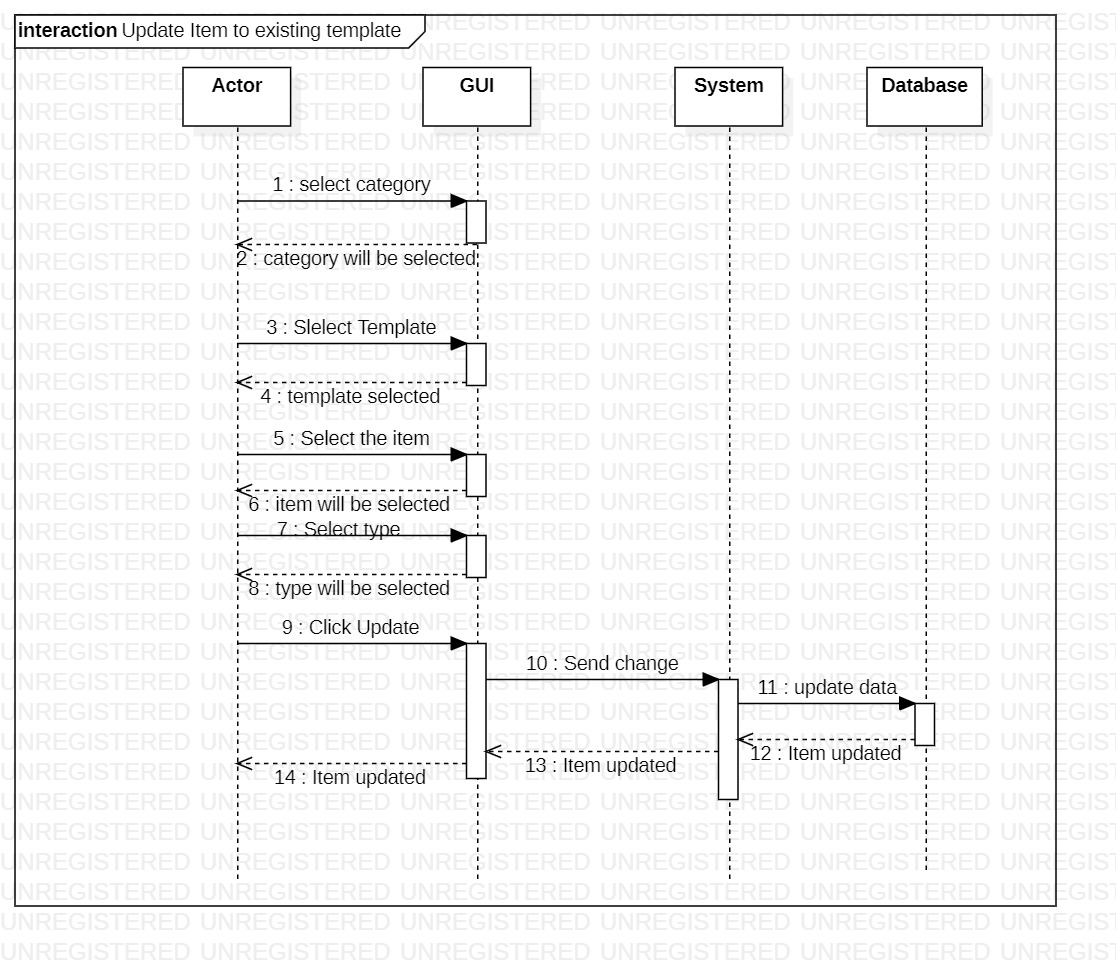 interaction Update Item to existing template
Actor GUI System Database
1 : select category
2 : category will be selected
3 : Slelect Template
4 : template selected
5 : Select the item
6 : item will be selected
7 : Select type
8 : type will be selected
9 : Click Update
10 : Send change
11 : update data
12 : Item updated
13 : Item updated
14 : Item updated
UNREGISTERED